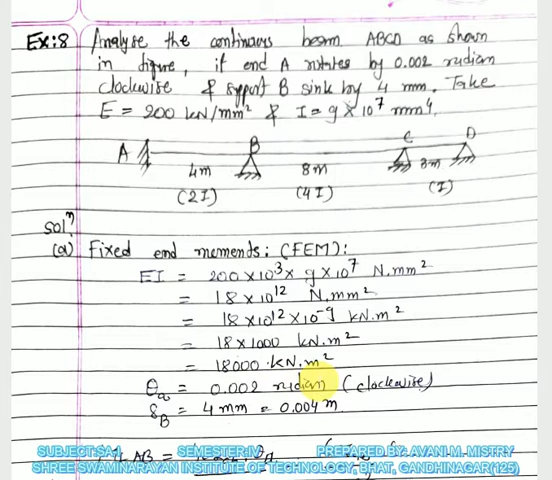 Ex:8 Analyse the continuous beam ABCD as shown
in figure, if end A rotates by 0.002 radian
clockwise & support B sink by 4 mm. Take
E = 200 kN/mm² & I = 9 × 10⁷ mm⁴.
A B C D
4m 8m 3m
(2I) (4I) (I)
Solⁿ
(a) Fixed end mements: (FEM):
EI = 200×10³× 9×10⁷ N.mm²
= 18×10¹² N.mm²
= 18×10¹²×10⁻⁹ kN.m²
= 18×1000 kN.m²
= 18000 kN.m²
θa = 0.002 radian (clockwise)
δB = 4 mm = 0.004 m
AB =
SUBJECT:SA-I SEMESTER-IV PREPARED BY: AVANI M. MISTRY
SHREE SWAMINARAYAN INSTITUTE OF TECHNOLOGY, BHAT, GANDHINAGAR(125)